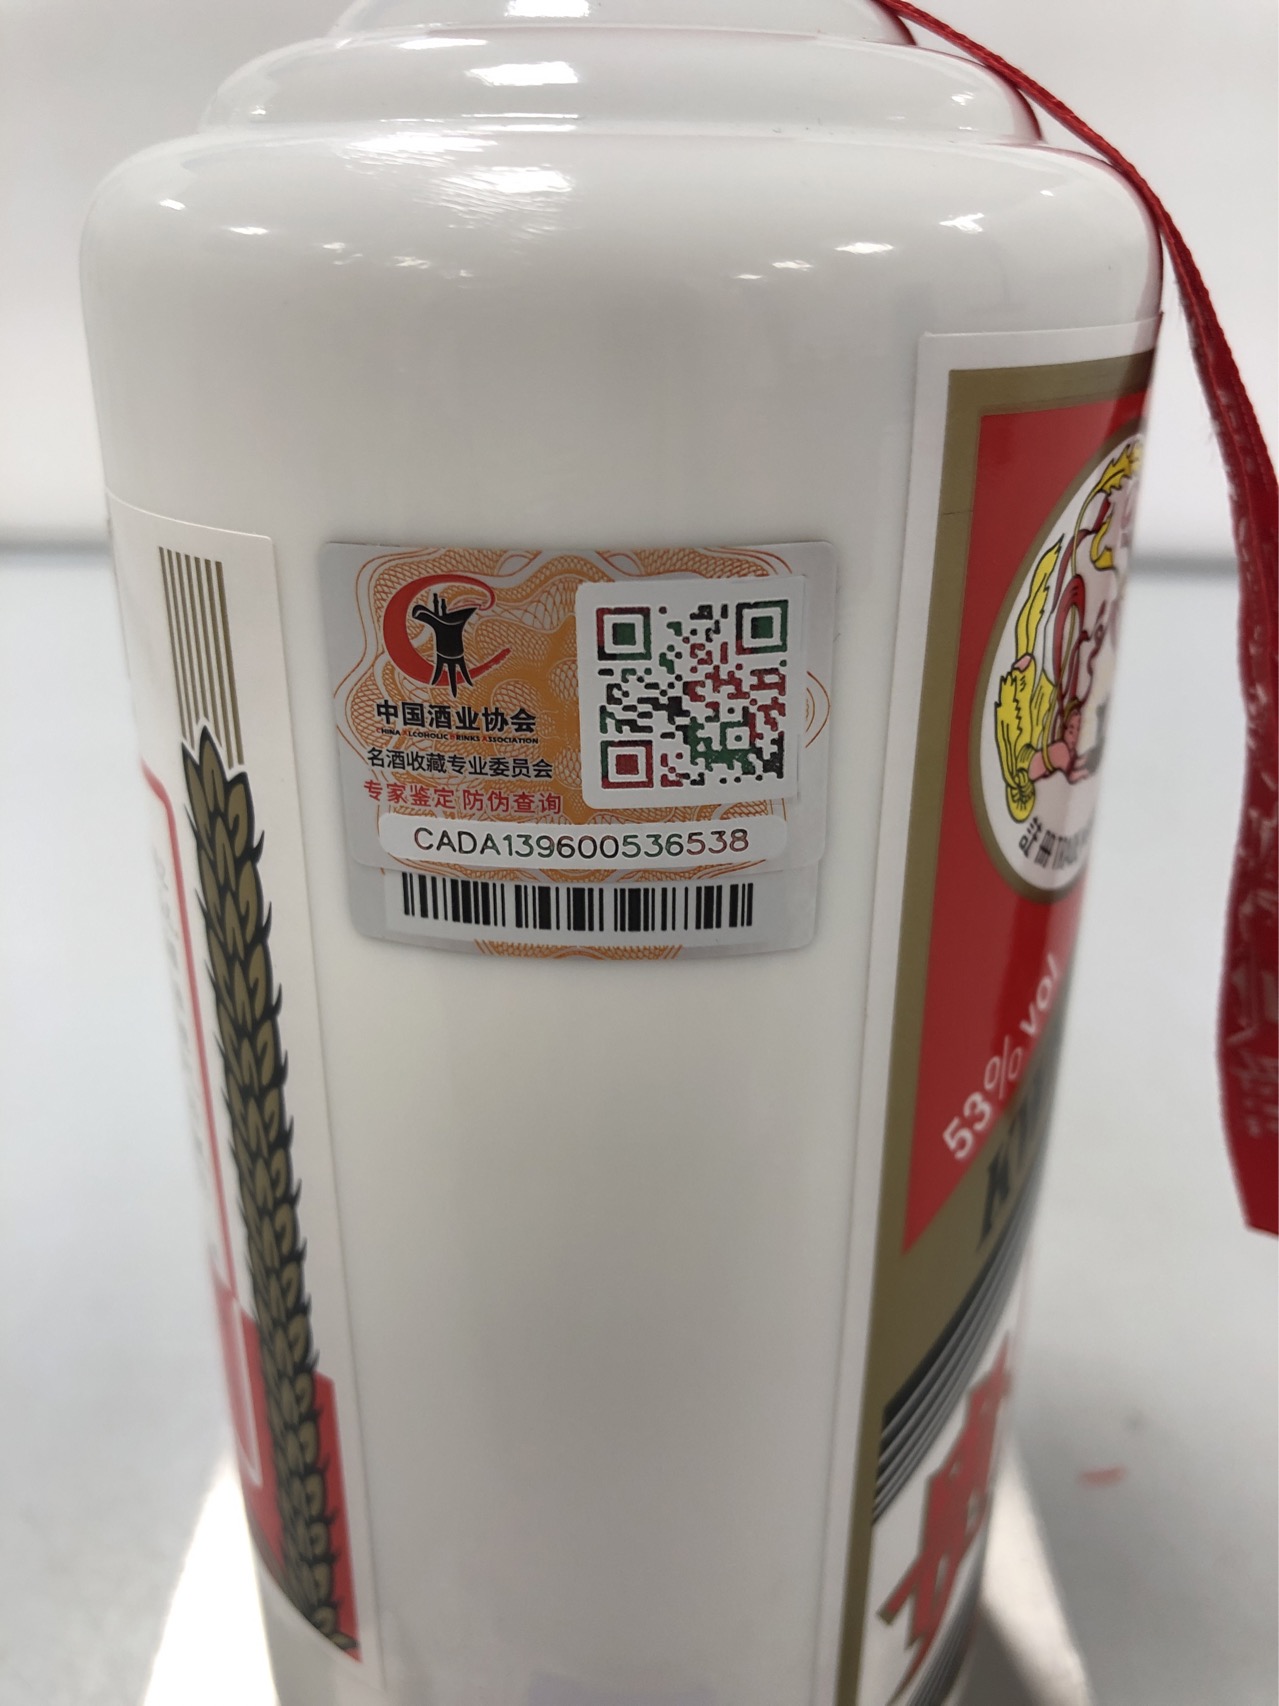 中国酒业协会
CHINA ALCOHOLIC DRINKS ASSOCIATION
名酒收藏专业委员会
专家鉴定 防伪查询
CADA139600536538
53% vol